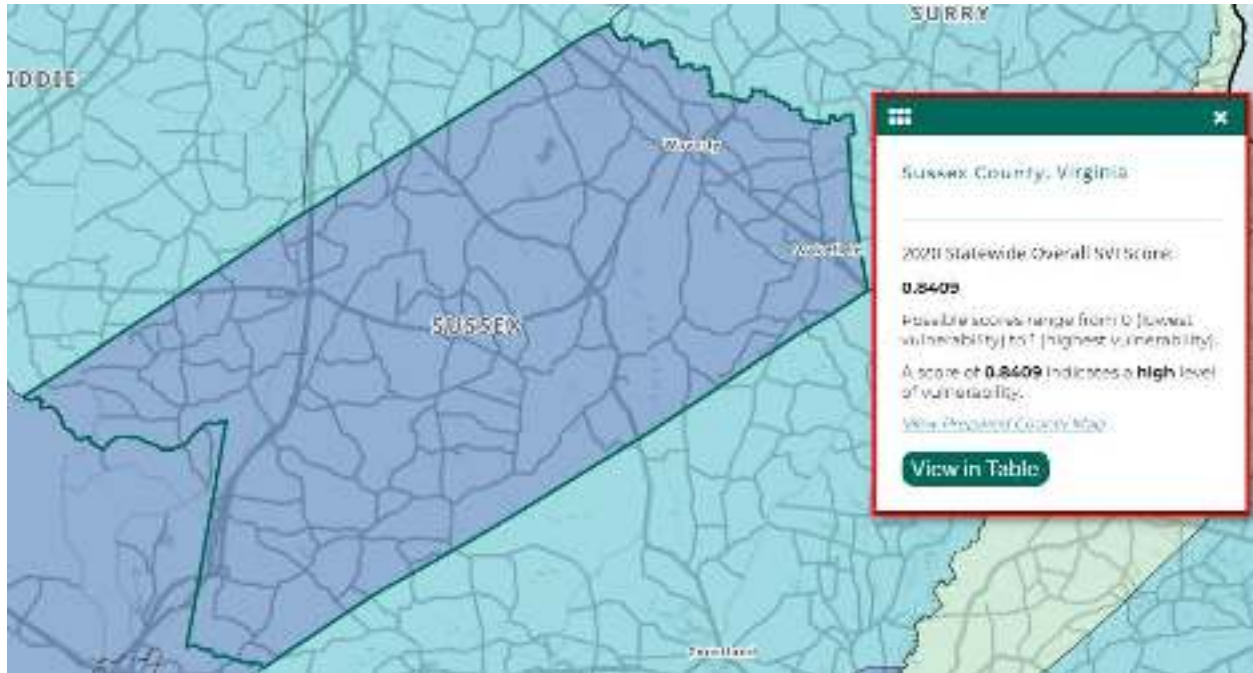 SURRY
IDDIE
Waverly
Sussex County, Virginia
Wakefield
2020 Statewide Overall SVI Score:
0.8409
SUSSEX
Possible scores range from 0 (lowest
vulnerability) to 1 (highest vulnerability).
A score of 0.8409 indicates a high level
of vulnerability.
View Prepared County Map
View in Table